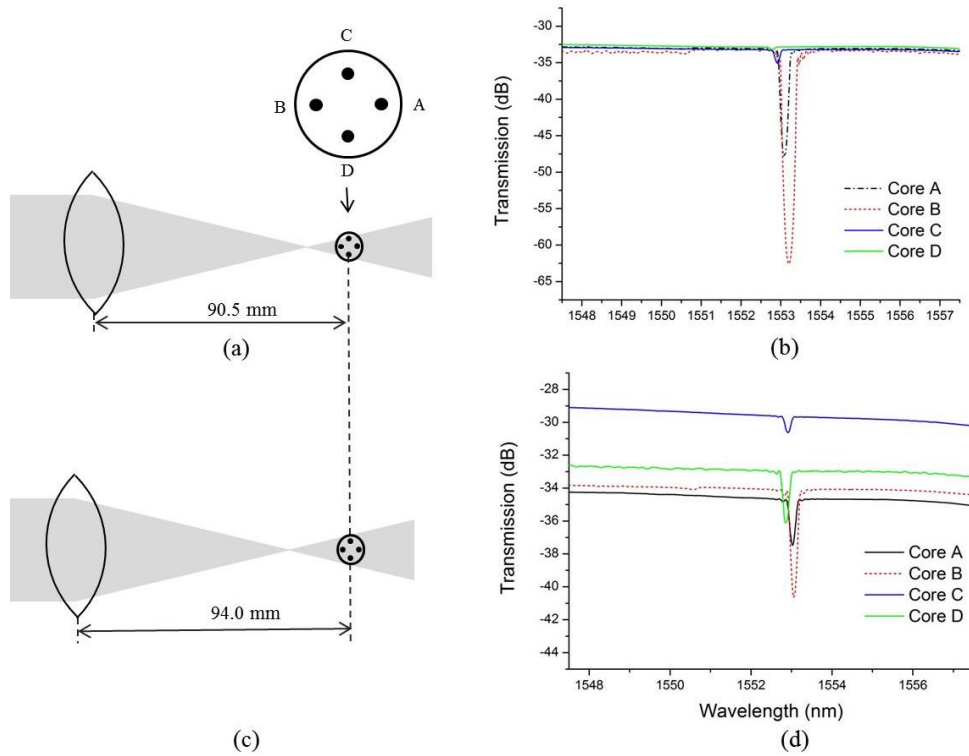 C
B
A
D
90.5 mm
(a)
Transmission (dB)
-27
-35
-40
-45
-50
-55
-60
-65
1548 1549 1550 1551 1552 1553 1554 1555 1556 1557
Core A
Core B
Core C
Core D
(b)
94.0 mm
(c)
Transmission (dB)
-28
-30
-32
-34
-36
-38
-40
-42
-44
1548 1550 1552 1554 1556
Core A
Core B
Core C
Core D
Wavelength (nm)
(d)